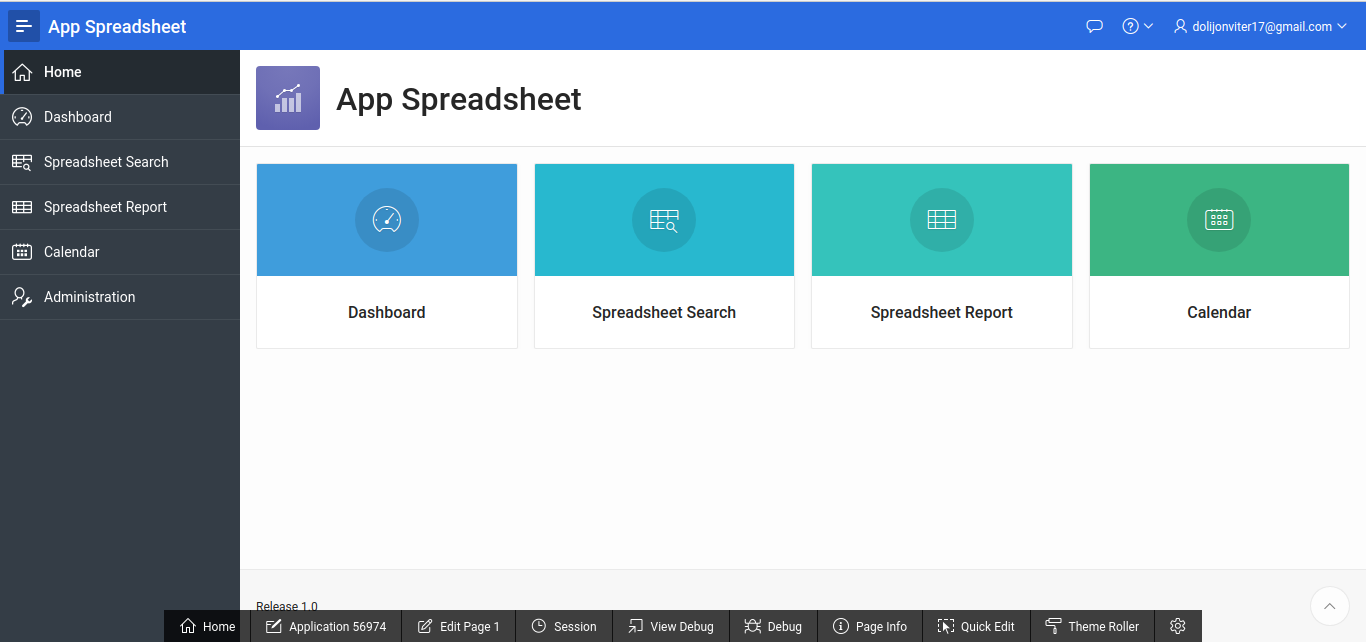 App Spreadsheet
dolijonviter17@gmail.com
Home
Dashboard
Spreadsheet Search
Spreadsheet Report
Calendar
Administration
App Spreadsheet
Dashboard
Spreadsheet Search
Spreadsheet Report
Calendar
Release 1.0
Home
Application 56974
Edit Page 1
Session
View Debug
Debug
Page Info
Quick Edit
Theme Roller